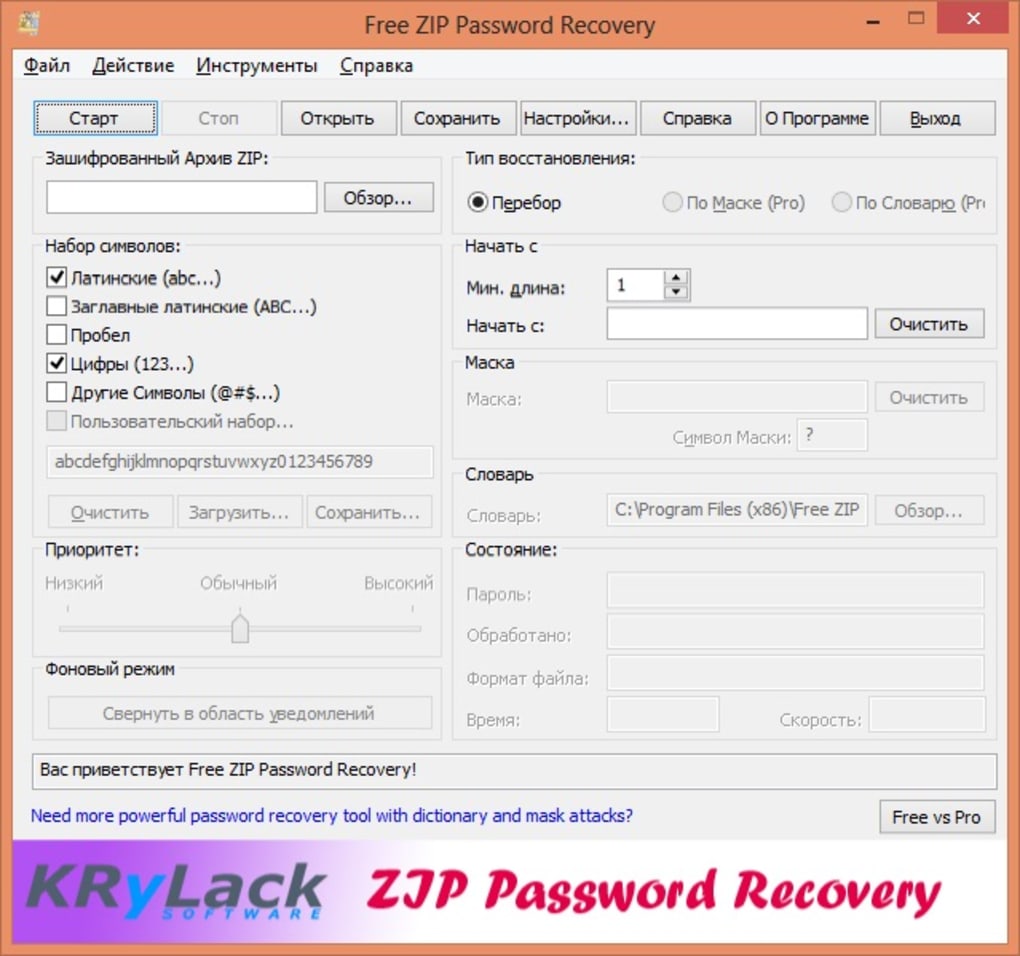 Free ZIP Password Recovery
Файл Действие Инструменты Справка
Старт Стоп Открыть Сохранить Настройки... Справка О Программе Выход
Зашифрованный Архив ZIP:
Обзор...
Тип восстановления:
Перебор По Маске (Pro) По Словарю (Pr
Набор символов:
Латинские (abc...)
Заглавные латинские (ABC...)
Пробел
Цифры (123...)
Другие Символы (@#$...)
Пользовательский набор...
abcdefghijklmnopqrstuvwxyz0123456789
Очистить Загрузить... Сохранить...
Начать с
Мин. длина: 1
Начать с: Очистить
Маска
Маска: Очистить
Символ Маски: ?
Словарь
Словарь: C:\Program Files (x86)\Free ZIP Обзор...
Приоритет:
Низкий Обычный Высокий
Фоновый режим
Свернуть в область уведомлений
Состояние:
Пароль:
Обработано:
Формат файла:
Время: Скорость:
Вас приветствует Free ZIP Password Recovery!
Need more powerful password recovery tool with dictionary and mask attacks?
Free vs Pro
KRyLack
SOFTWARE
ZIP Password Recovery